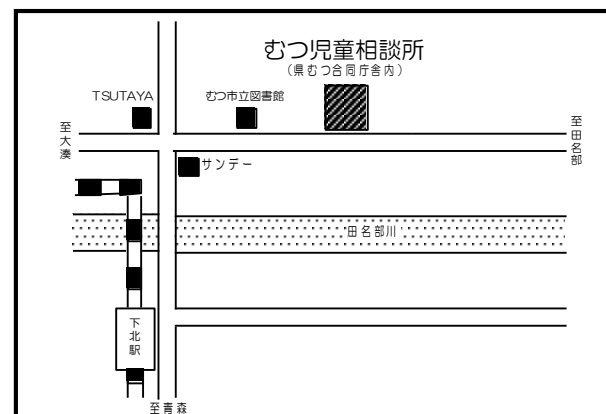 むつ児童相談所
（県むつ合同庁舎内）
TSUTAYA
むつ市立図書館
至大湊
至田名部
サンデー
田名部川
下北駅
至青森